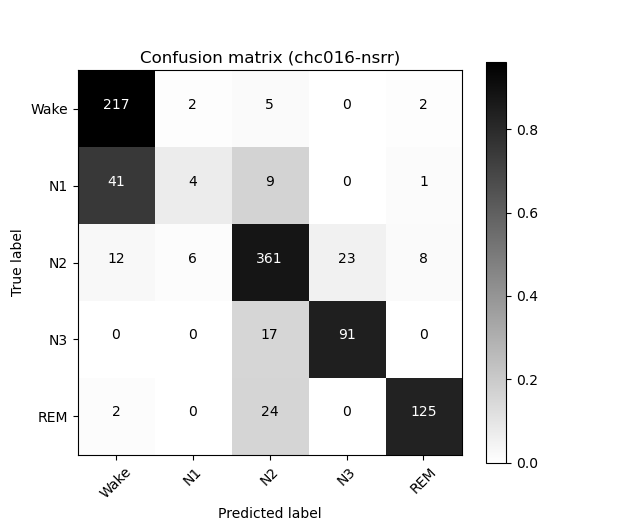 Confusion matrix (chc016-nsrr)
Wake 217 2 5 0 2
N1 41 4 9 0 1
N2 12 6 361 23 8
N3 0 0 17 91 0
REM 2 0 24 0 125
Wake N1 N2 N3 REM
True label
Predicted label
0.8
0.6
0.4
0.2
0.0